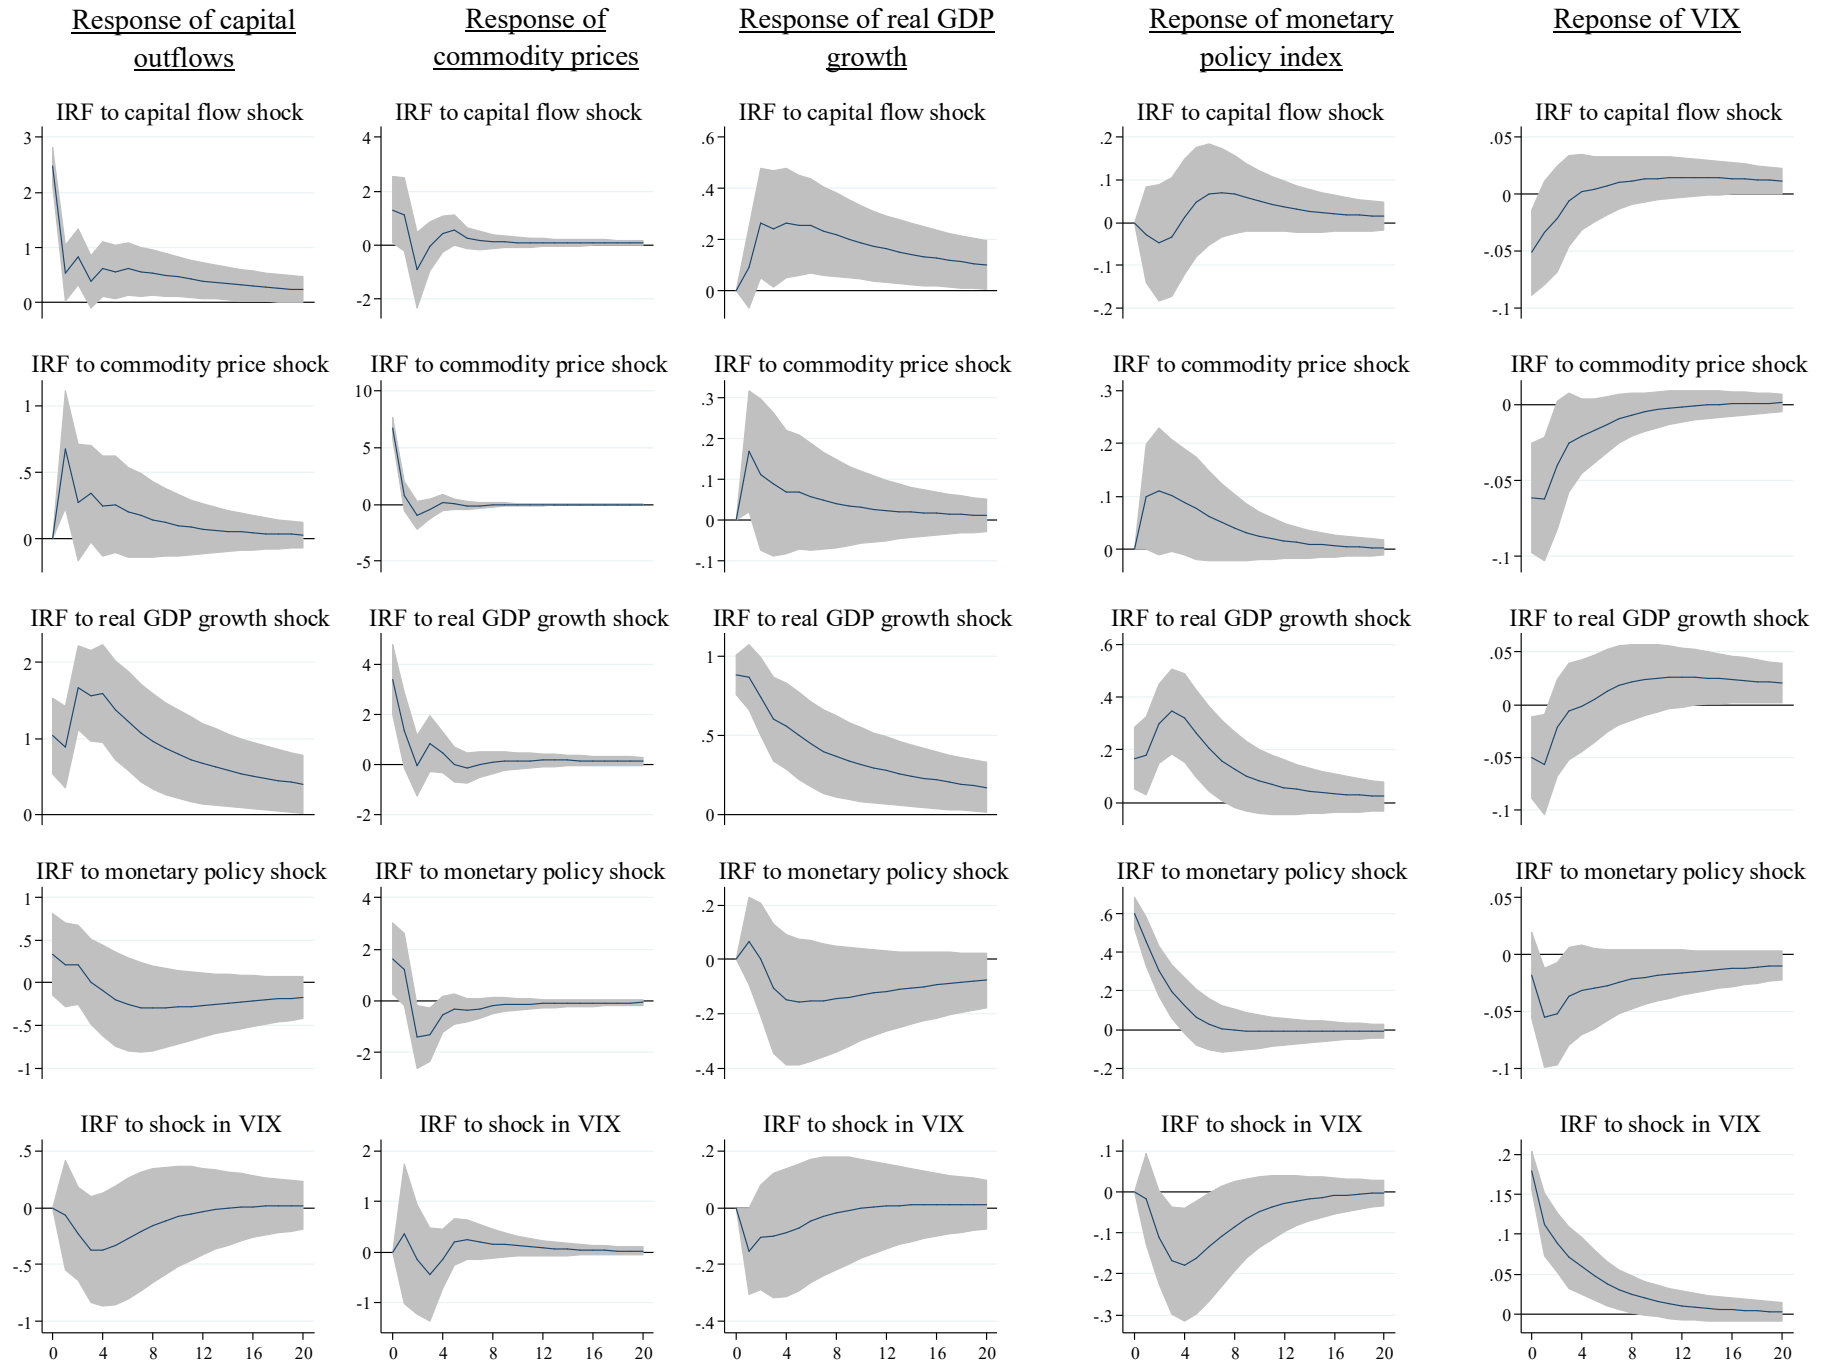 Response of capital
outflows
Response of
commodity prices
Response of real GDP
growth
Reponse of monetary
policy index
Reponse of VIX
IRF to capital flow shock
3
2
1
0
IRF to capital flow shock
4
2
0
-2
IRF to capital flow shock
.6
.4
.2
0
IRF to capital flow shock
.2
.1
0
-.1
-.2
IRF to capital flow shock
.05
0
-.05
-.1
IRF to commodity price shock
1
.5
0
IRF to commodity price shock
10
5
0
-5
IRF to commodity price shock
.3
.2
.1
0
-.1
IRF to commodity price shock
.3
.2
.1
0
IRF to commodity price shock
0
-.05
-.1
IRF to real GDP growth shock
2
1
0
IRF to real GDP growth shock
4
2
0
-2
IRF to real GDP growth shock
1
.5
0
IRF to real GDP growth shock
.6
.4
.2
0
IRF to real GDP growth shock
.05
0
-.05
-.1
IRF to monetary policy shock
1
.5
0
-.5
-1
IRF to monetary policy shock
4
2
0
-2
IRF to monetary policy shock
.2
0
-.2
-.4
IRF to monetary policy shock
.6
.4
.2
0
-.2
IRF to monetary policy shock
.05
0
-.05
-.1
IRF to shock in VIX
.5
0
-.5
-1
0 4 8 12 16 20
IRF to shock in VIX
2
1
0
-1
0 4 8 12 16 20
IRF to shock in VIX
.2
0
-.2
-.4
0 4 8 12 16 20
IRF to shock in VIX
.1
0
-.1
-.2
-.3
0 4 8 12 16 20
IRF to shock in VIX
.2
.15
.1
.05
0
0 4 8 12 16 20